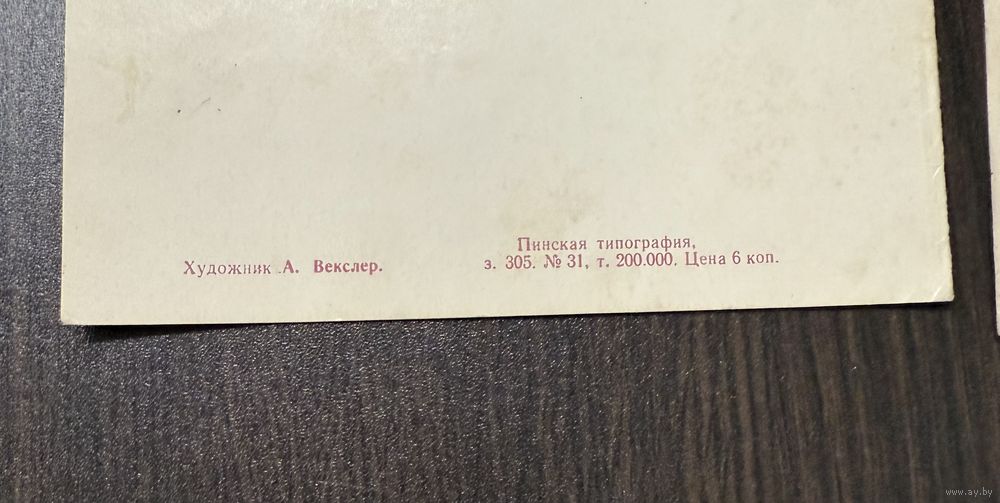 Художник А. Векслер.
Пинская типография,
з. 305. № 31, т. 200.000. Цена 6 коп.
www.ay.by